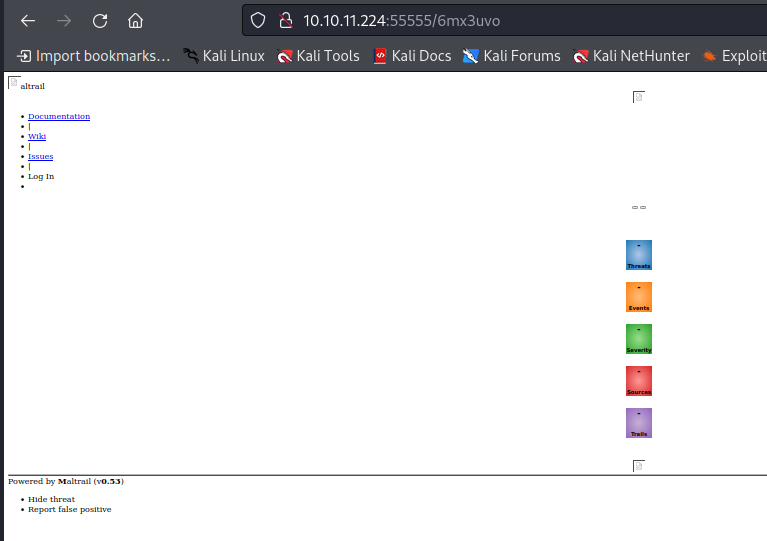 10.10.11.224:55555/6mx3uvo
Import bookmarks... Kali Linux Kali Tools Kali Docs Kali Forums Kali NetHunter Exploit
altrail
Documentation
|
Wiki
|
Issues
|
Log In
-
Threats
-
Events
-
Severity
-
Sources
-
Trails
Powered by Maltrail (v0.53)
Hide threat
Report false positive